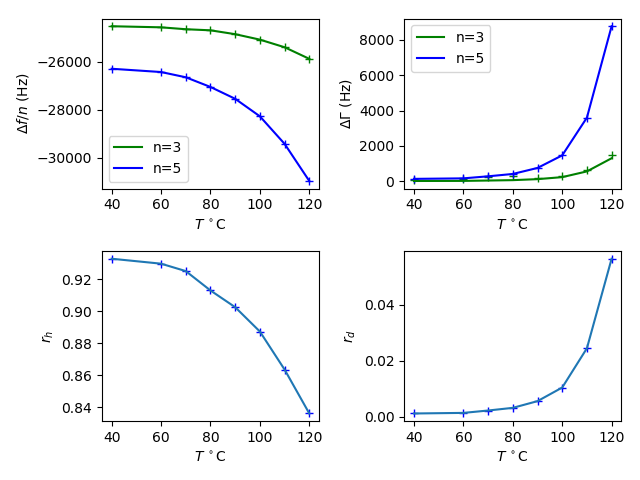 Δf/n (Hz)
−26000
−28000
−30000
n=3
n=5
40 60 80 100 120
T °C
ΔΓ (Hz)
8000
6000
4000
2000
0
n=3
n=5
40 60 80 100 120
T °C
r_h
0.92
0.90
0.88
0.86
0.84
40 60 80 100 120
T °C
r_d
0.04
0.02
0.00
40 60 80 100 120
T °C